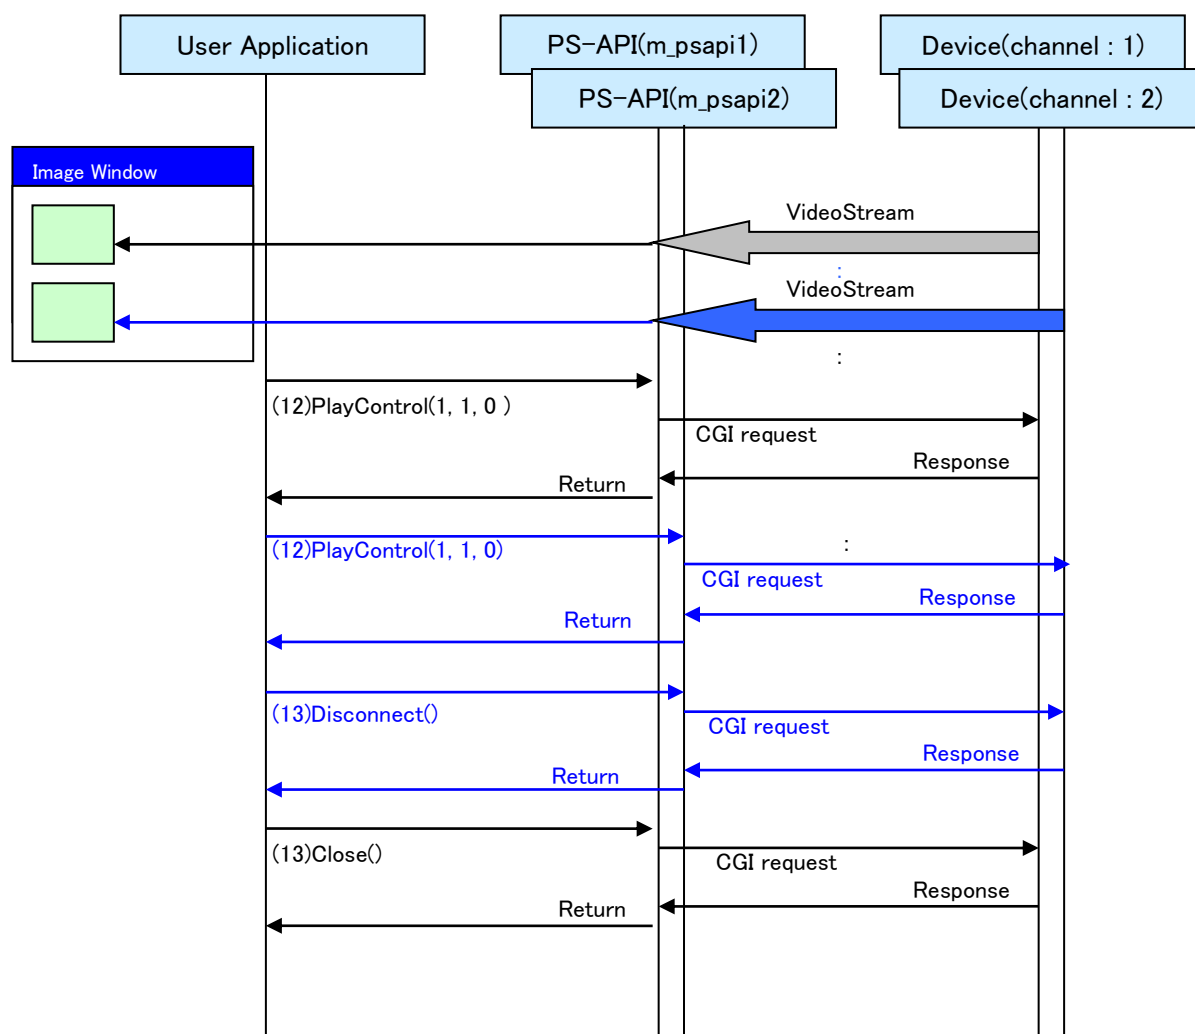 User Application
PS-API(m_psapi1)
Device(channel : 1)
PS-API(m_psapi2)
Device(channel : 2)
Image Window
VideoStream
:
VideoStream
:
(12)PlayControl(1, 1, 0 )
CGI request
Response
Return
(12)PlayControl(1, 1, 0)
:
CGI request
Response
Return
(13)Disconnect()
CGI request
Response
Return
(13)Close()
CGI request
Response
Return